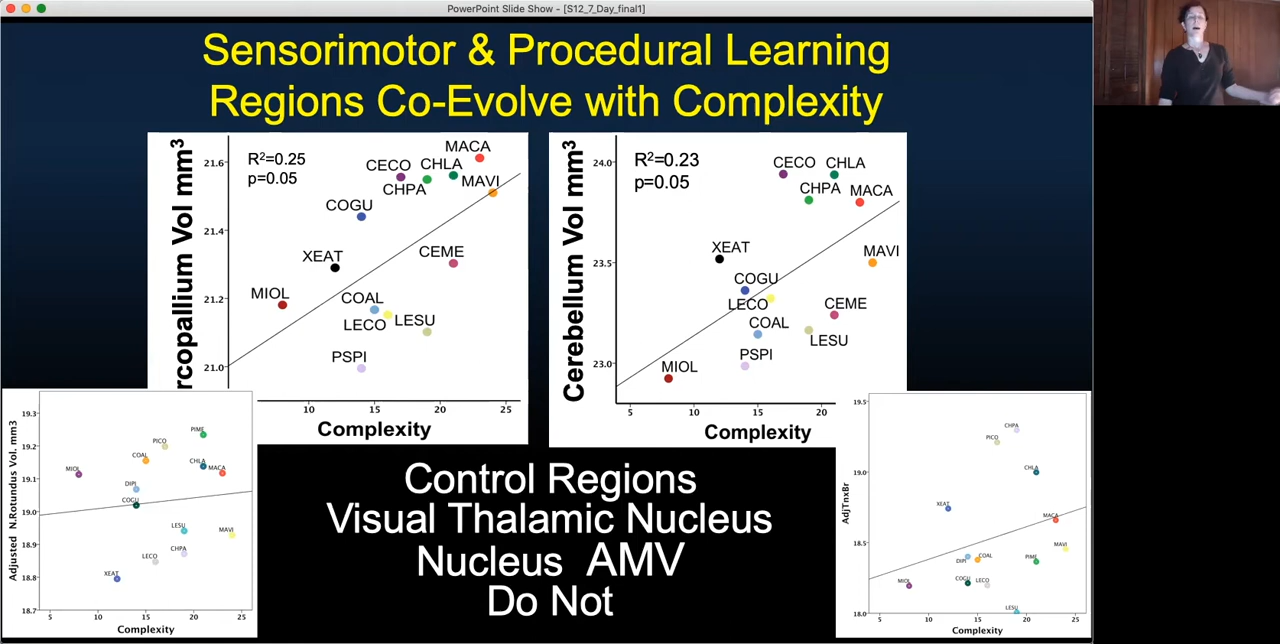 PowerPoint Slide Show - [S12_7_Day_final1]
Sensorimotor & Procedural Learning
Regions Co-Evolve with Complexity
rcopallium Vol mm³
21.6
21.4
21.2
21.0
R²=0.25
p=0.05
MACA
CECO
CHLA
CHPA
MAVI
COGU
XEAT
CEME
MIOL
COAL
LECO
LESU
PSPI
10
15
20
25
Complexity
Cerebellum Vol mm³
24.0
23.5
23.0
R²=0.23
p=0.05
CECO
CHLA
CHPA
MACA
XEAT
MAVI
COGU
LECO
CEME
COAL
LESU
PSPI
MIOL
5
10
15
20
Complexity
Adjusted N.Rotundus Vol. mm3
19.3
19.2
19.1
19.0
18.9
18.8
18.7
PIME
PICO
COAL
CHLA
MIOL
MACA
DIPI
COGU
LESU
MAVI
CHPA
LECO
XEAT
5
10
15
20
25
Complexity
Control Regions
Visual Thalamic Nucleus
Nucleus AMV
Do Not
AdjTnxBr
19.5
19.0
18.5
18.0
CHPA
PICO
CHLA
XEAT
MACA
MAVI
DIPI
COAL
PIME
MIOL
COGU
LECO
LESU
5
10
15
20
25
Complexity